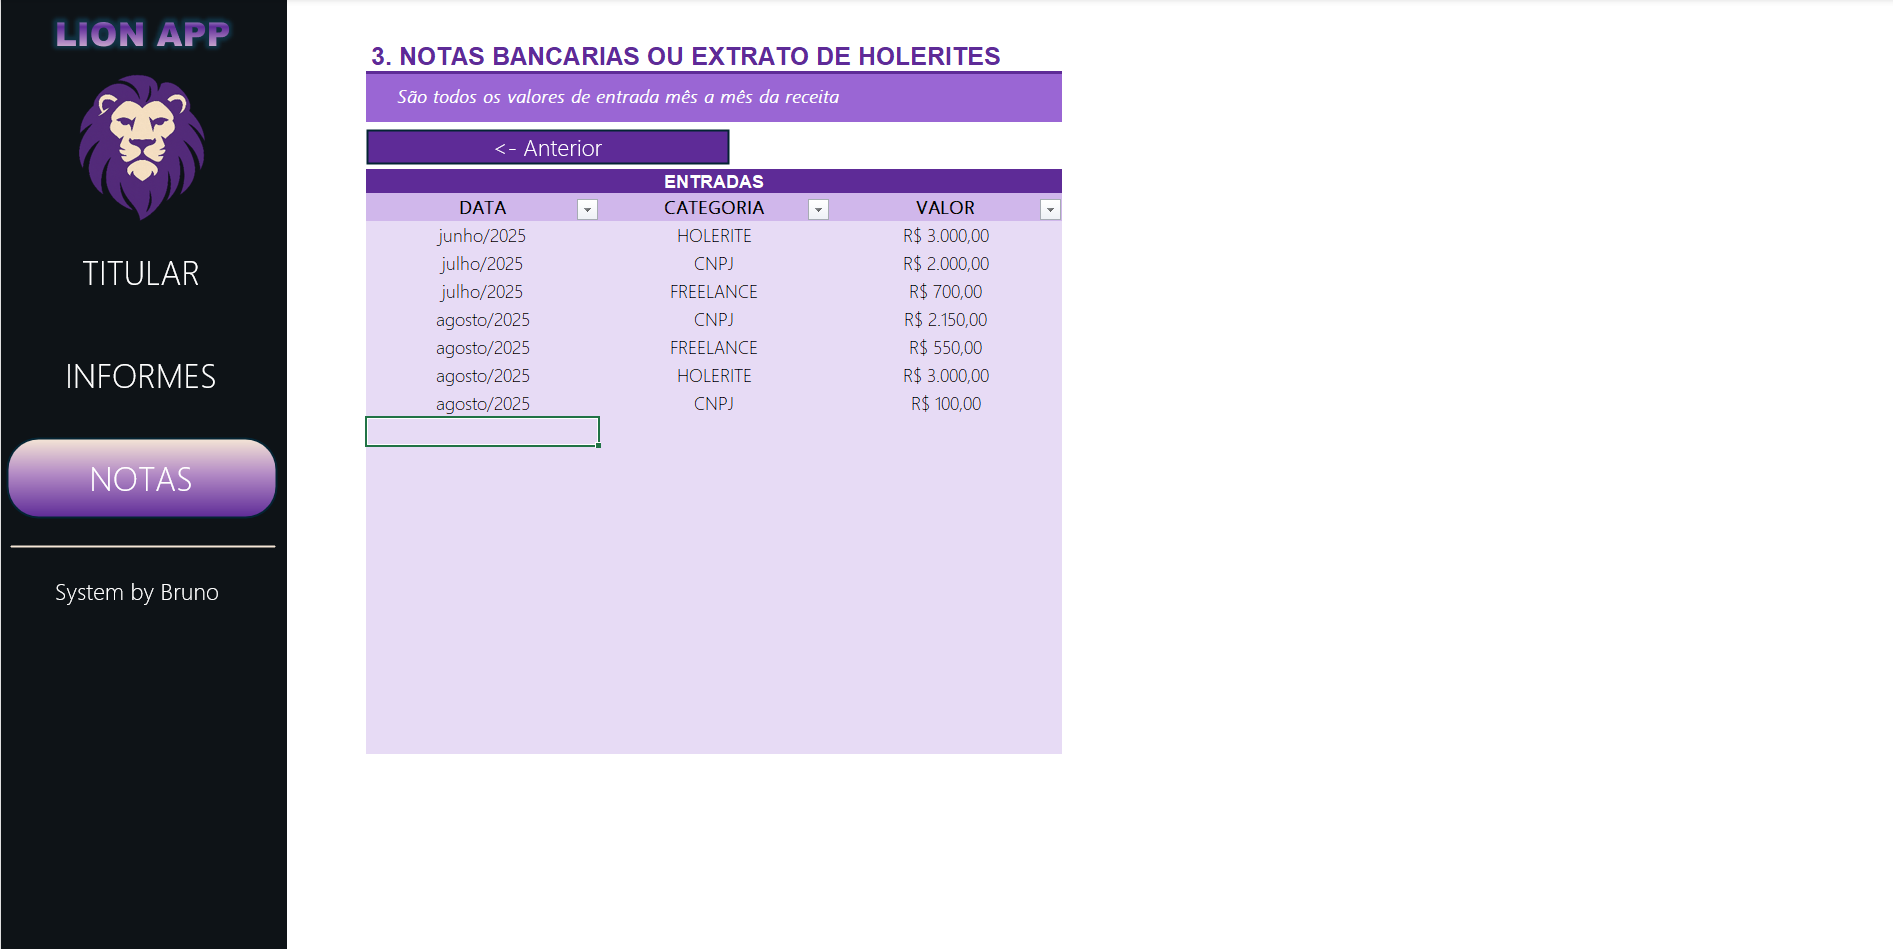 LION APP
TITULAR
INFORMES
NOTAS
System by Bruno
3. NOTAS BANCARIAS OU EXTRATO DE HOLERITES
São todos os valores de entrada mês a mês da receita
<- Anterior
ENTRADAS
DATA CATEGORIA VALOR
junho/2025 HOLERITE R$ 3.000,00
julho/2025 CNPJ R$ 2.000,00
julho/2025 FREELANCE R$ 700,00
agosto/2025 CNPJ R$ 2.150,00
agosto/2025 FREELANCE R$ 550,00
agosto/2025 HOLERITE R$ 3.000,00
agosto/2025 CNPJ R$ 100,00